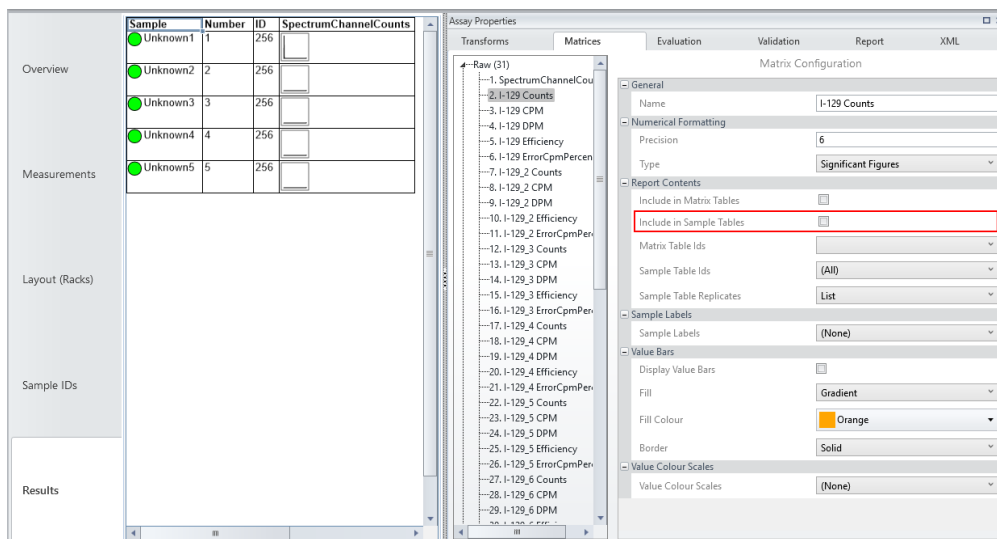 Overview
Measurements
Layout (Racks)
Sample IDs
Results
Sample Number ID SpectrumChannelCounts
Unknown1 1 256
Unknown2 2 256
Unknown3 3 256
Unknown4 4 256
Unknown5 5 256
Assay Properties
Transforms Matrices Evaluation Validation Report XML
Raw (31)
1. SpectrumChannelCou
2. I-129 Counts
3. I-129 CPM
4. I-129 DPM
5. I-129 Efficiency
6. I-129 ErrorCpmPercen
7. I-129_2 Counts
8. I-129_2 CPM
9. I-129_2 DPM
10. I-129_2 Efficiency
11. I-129_2 ErrorCpmPer
12. I-129_3 Counts
13. I-129_3 CPM
14. I-129_3 DPM
15. I-129_3 Efficiency
16. I-129_3 ErrorCpmPer
17. I-129_4 Counts
18. I-129_4 CPM
19. I-129_4 DPM
20. I-129_4 Efficiency
21. I-129_4 ErrorCpmPer
22. I-129_5 Counts
23. I-129_5 CPM
24. I-129_5 DPM
25. I-129_5 Efficiency
26. I-129_5 ErrorCpmPer
27. I-129_6 Counts
28. I-129_6 CPM
29. I-129_6 DPM
Matrix Configuration
General
Name I-129 Counts
Numerical Formatting
Precision 6
Type Significant Figures
Report Contents
Include in Matrix Tables
Include in Sample Tables
Matrix Table Ids
Sample Table Ids (All)
Sample Table Replicates List
Sample Labels
Sample Labels (None)
Value Bars
Display Value Bars
Fill Gradient
Fill Colour Orange
Border Solid
Value Colour Scales
Value Colour Scales (None)